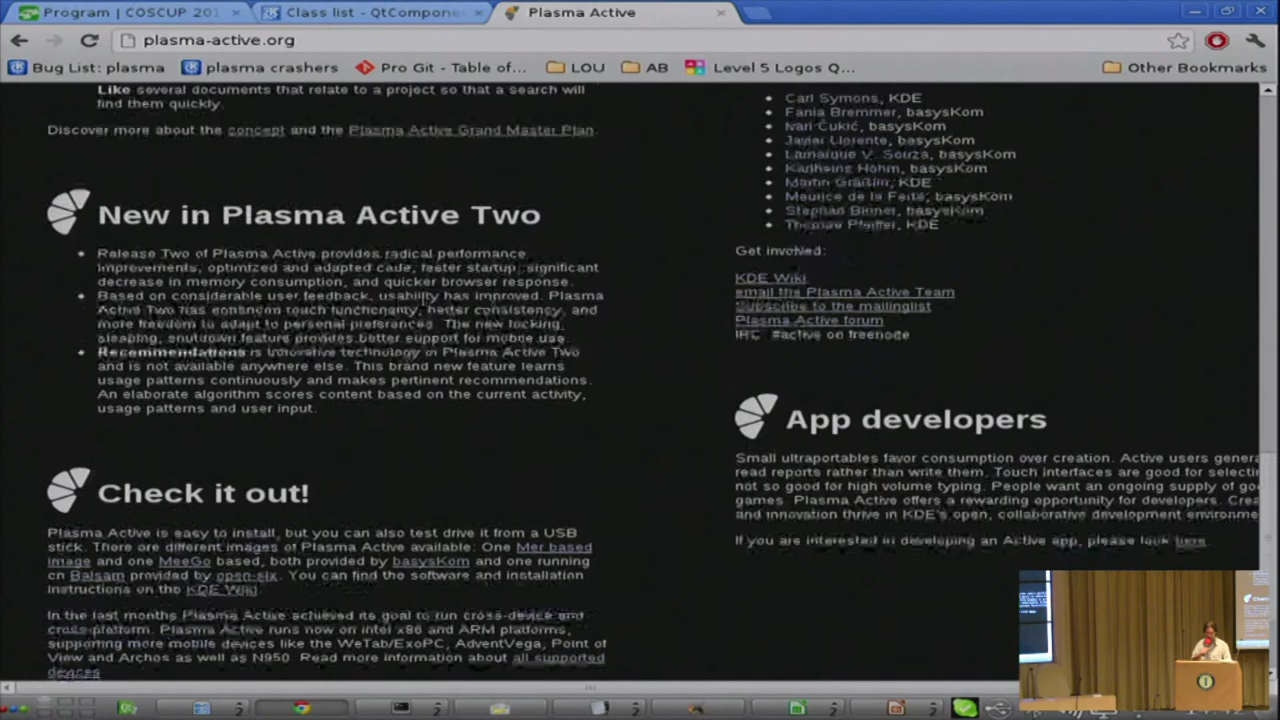 Program | COSCUP 201
Class list - QtCompone
Plasma Active
plasma-active.org
Bug List: plasma
plasma crashers
Pro Git - Table of...
LOU
AB
Level 5 Logos Q...
Other Bookmarks
Like several documents that relate to a project so that a search will
find them quickly.
Discover more about the concept and the Plasma Active Grand Master Plan.
New in Plasma Active Two
Release Two of Plasma Active provides radical performance
improvements, optimized and adapted code, faster startup, significant
decrease in memory consumption, and quicker browser response.
Based on considerable user feedback, usability has improved. Plasma
Active Two has enhanced touch functionality, better consistency, and
more freedom to adapt to personal preferences. The new locking,
sleeping, shutdown feature provides better support for mobile use.
Recommendations is innovative technology in Plasma Active Two
and is not available anywhere else. This brand new feature learns
usage patterns continuously and makes pertinent recommendations.
An elaborate algorithm scores content based on the current activity,
usage patterns and user input.
Check it out!
Plasma Active is easy to install, but you can also test drive it from a USB
stick. There are different images of Plasma Active available. One Mer based
image and one MeeGo based, both provided by basysKom and one running
on Balsam provided by open-slx. You can find the software and installation
instructions on the KDE Wiki.
In the last months Plasma Active achieved its goal to run cross-device and
cross-platform. Plasma Active runs now on intel x86 and ARM platforms,
supporting more mobile devices like the WeTab/ExoPC, AdventVega, Point of
View and Archos as well as N950. Read more information about all supported
devices
Carl Symons, KDE
Fania Bremmer, basysKom
Ivan Čukić, basysKom
Javier Llorente, basysKom
Lamarque V. Souza, basysKom
Karlheinz Hohm, basysKom
Martin Gräßlin, KDE
Maurice de la Ferté, basysKom
Stephan Binner, basysKom
Thomas Pfeiffer, KDE
Get involved:
KDE Wiki
email the Plasma Active Team
Subscribe to the mailinglist
Plasma Active forum
IRC #active on freenode
App developers
Small ultraportables favor consumption over creation. Active users genera
read reports rather than write them. Touch interfaces are good for selectin
not so good for high volume typing. People want an ongoing supply of goo
games. Plasma Active offers a rewarding opportunity for developers. Crea
and innovation thrive in KDE's open, collaborative development environme
If you are interested in developing an Active app, please look here.